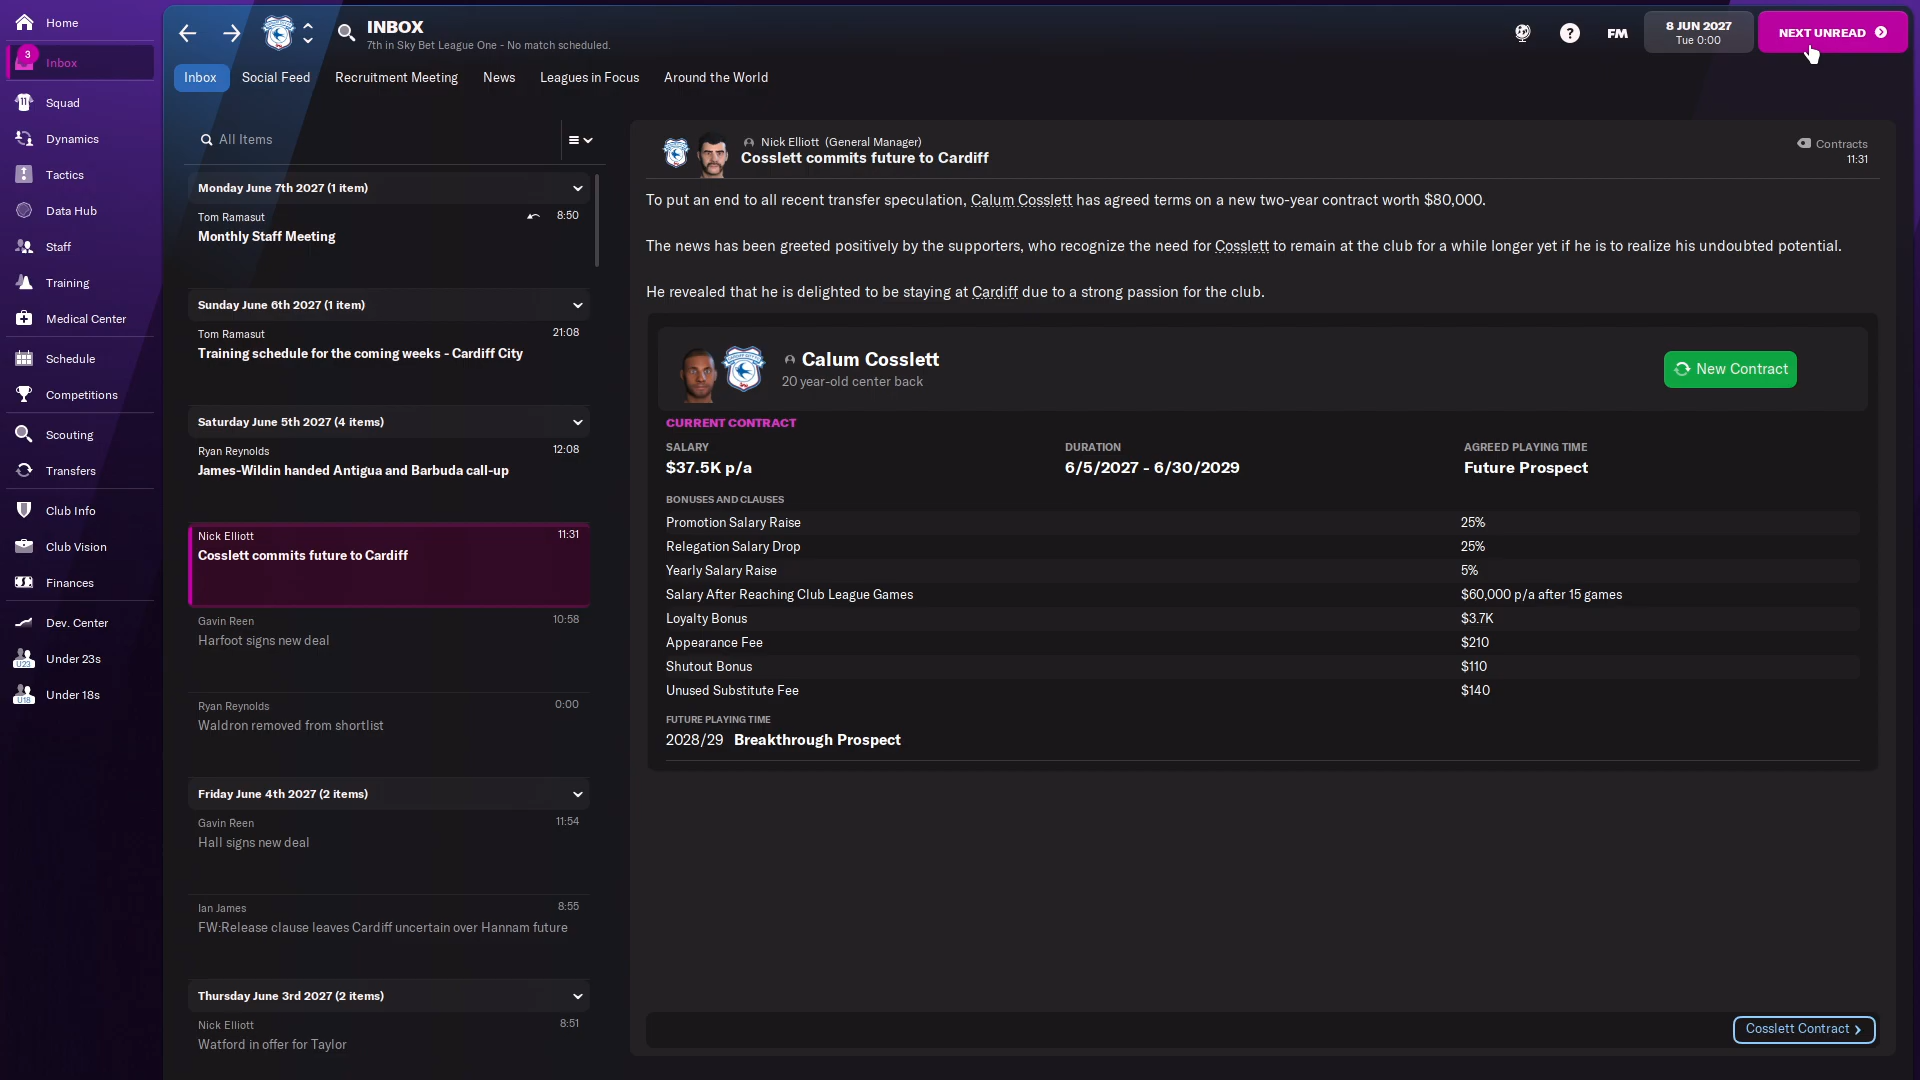 Home
Inbox
3
Squad
Dynamics
Tactics
Data Hub
Staff
Training
Medical Center
Schedule
Competitions
Scouting
Transfers
Club Info
Club Vision
Finances
Dev. Center
U23
Under 23s
U18
Under 18s
INBOX
7th in Sky Bet League One - No match scheduled.
?
FM
8 JUN 2027
Tue 0:00
NEXT UNREAD
Inbox
Social Feed
Recruitment Meeting
News
Leagues in Focus
Around the World
All Items
Monday June 7th 2027 (1 item)
Tom Ramasut
8:50
Monthly Staff Meeting
Sunday June 6th 2027 (1 item)
Tom Ramasut
21:08
Training schedule for the coming weeks - Cardiff City
Saturday June 5th 2027 (4 items)
Ryan Reynolds
12:08
James-Wildin handed Antigua and Barbuda call-up
Nick Elliott
11:31
Cosslett commits future to Cardiff
Gavin Reen
10:58
Harfoot signs new deal
Ryan Reynolds
0:00
Waldron removed from shortlist
Friday June 4th 2027 (2 items)
Gavin Reen
11:54
Hall signs new deal
Ian James
8:55
FW:Release clause leaves Cardiff uncertain over Hannam future
Thursday June 3rd 2027 (2 items)
Nick Elliott
8:51
Watford in offer for Taylor
Nick Elliott (General Manager)
Cosslett commits future to Cardiff
Contracts
11:31
To put an end to all recent transfer speculation, Calum Cosslett has agreed terms on a new two-year contract worth $80,000.
The news has been greeted positively by the supporters, who recognize the need for Cosslett to remain at the club for a while longer yet if he is to realize his undoubted potential.
He revealed that he is delighted to be staying at Cardiff due to a strong passion for the club.
Calum Cosslett
20 year-old center back
New Contract
CURRENT CONTRACT
SALARY
$37.5K p/a
DURATION
6/5/2027 - 6/30/2029
AGREED PLAYING TIME
Future Prospect
BONUSES AND CLAUSES
Promotion Salary Raise 25%
Relegation Salary Drop 25%
Yearly Salary Raise 5%
Salary After Reaching Club League Games $60,000 p/a after 15 games
Loyalty Bonus $3.7K
Appearance Fee $210
Shutout Bonus $110
Unused Substitute Fee $140
FUTURE PLAYING TIME
2028/29 Breakthrough Prospect
Cosslett Contract